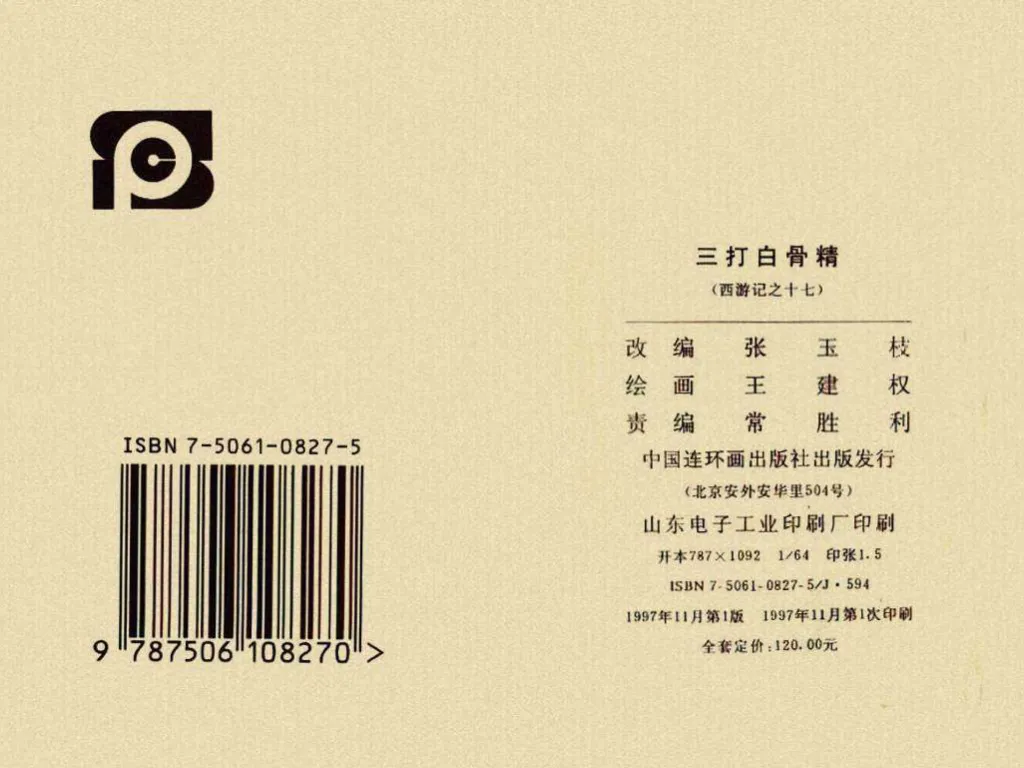 三打白骨精
（西游记之十七）
改编 张玉枝
绘画 王建权
责编 常胜利
中国连环画出版社出版发行
（北京安外安华里504号）
山东电子工业印刷厂印刷
开本787×1092 1/64 印张1.5
ISBN 7-5061-0827-5/J·594
1997年11月第1版 1997年11月第1次印刷
全套定价:120.00元
ISBN 7-5061-0827-5
9 787506 108270 >